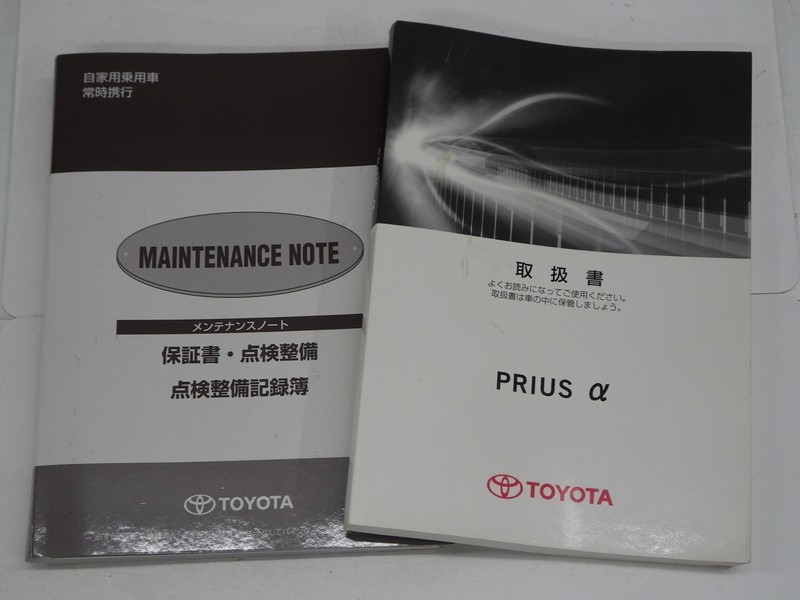 自家用乗用車
常時携行
MAINTENANCE NOTE
メンテナンスノート
保証書・点検整備
点検整備記録簿
TOYOTA
取扱書
よくお読みになってご使用ください。
取扱書は車の中に保管しましょう。
PRIUS α
TOYOTA